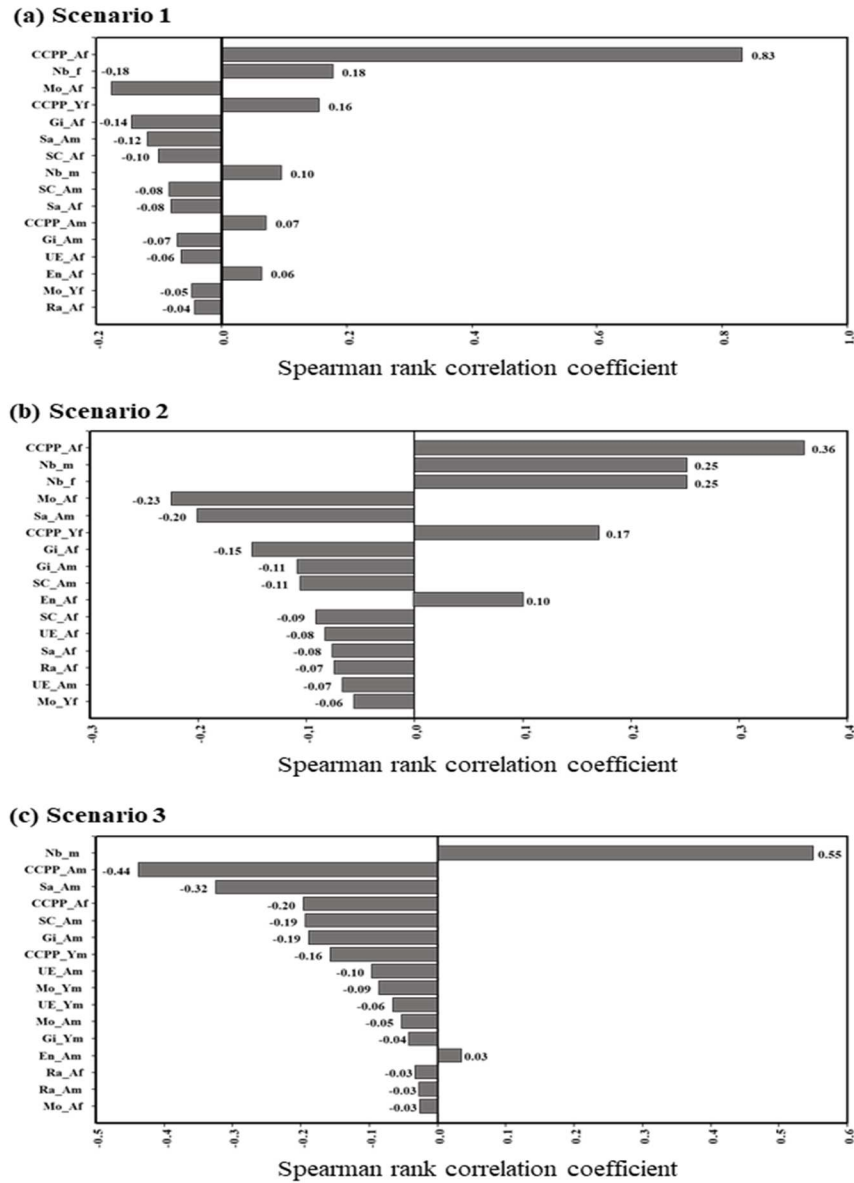 (a) Scenario 1
CCPP_Af 0.83
Nb_f -0.18 0.18
Mo_Af
CCPP_Yf 0.16
Gi_Af -0.14
Sa_Am -0.12
SC_Af -0.10
Nb_m 0.10
SC_Am -0.08
Sa_Af -0.08
CCPP_Am 0.07
Gi_Am -0.07
UE_Af -0.06
En_Af 0.06
Mo_Yf -0.05
Ra_Af -0.04
-0.2 0.0 0.2 0.4 0.6 0.8 1.0
Spearman rank correlation coefficient
(b) Scenario 2
CCPP_Af 0.36
Nb_m 0.25
Nb_f 0.25
Mo_Af -0.23
Sa_Am -0.20
CCPP_Yf 0.17
Gi_Af -0.15
Gi_Am -0.11
SC_Am -0.11
En_Af 0.10
SC_Af -0.09
UE_Af -0.08
Sa_Af -0.08
Ra_Af -0.07
UE_Am -0.07
Mo_Yf -0.06
-0.3 -0.2 -0.1 0.0 0.1 0.2 0.3 0.4
Spearman rank correlation coefficient
(c) Scenario 3
Nb_m 0.55
CCPP_Am -0.44
Sa_Am -0.32
CCPP_Af -0.20
SC_Am -0.19
Gi_Am -0.19
CCPP_Ym -0.16
UE_Am -0.10
Mo_Ym -0.09
UE_Ym -0.06
Mo_Am -0.05
Gi_Ym -0.04
En_Am 0.03
Ra_Af -0.03
Ra_Am -0.03
Mo_Af -0.03
-0.5 -0.4 -0.3 -0.2 -0.1 0.0 0.1 0.2 0.3 0.4 0.5 0.6
Spearman rank correlation coefficient